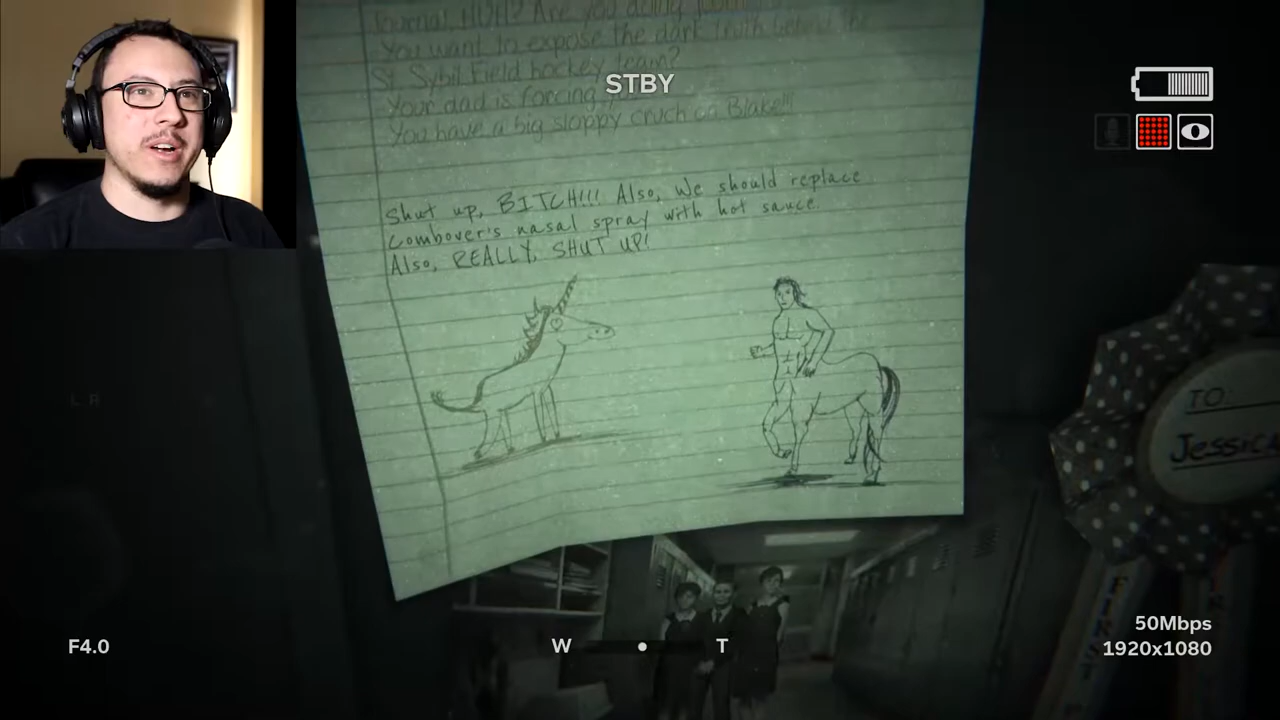 Journal, HUH? Are you doing
You want to expose the dark truth behind the
St. Sybil Field hockey team?
Your dad is forcing
You have a big sloppy cruch on Blake!!!
STBY
Shut up, BITCH!!! Also, We should replace
combover's nasal spray with hot sauce.
Also, REALLY, SHUT UP!
L R
TO:
Jessica
FIRST
F4.0
W T
50Mbps
1920x1080